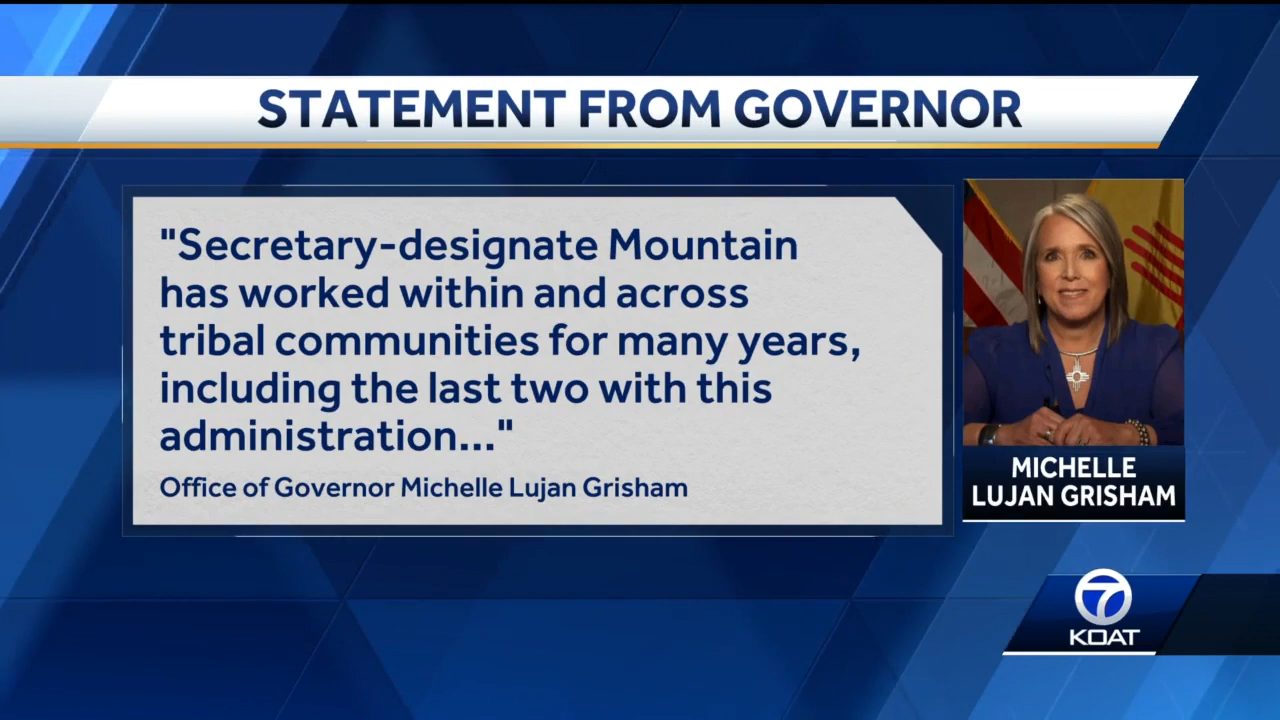 STATEMENT FROM GOVERNOR
"Secretary-designate Mountain
has worked within and across
tribal communities for many years,
including the last two with this
administration..."
Office of Governor Michelle Lujan Grisham
MICHELLE
LUJAN GRISHAM
7
KOAT